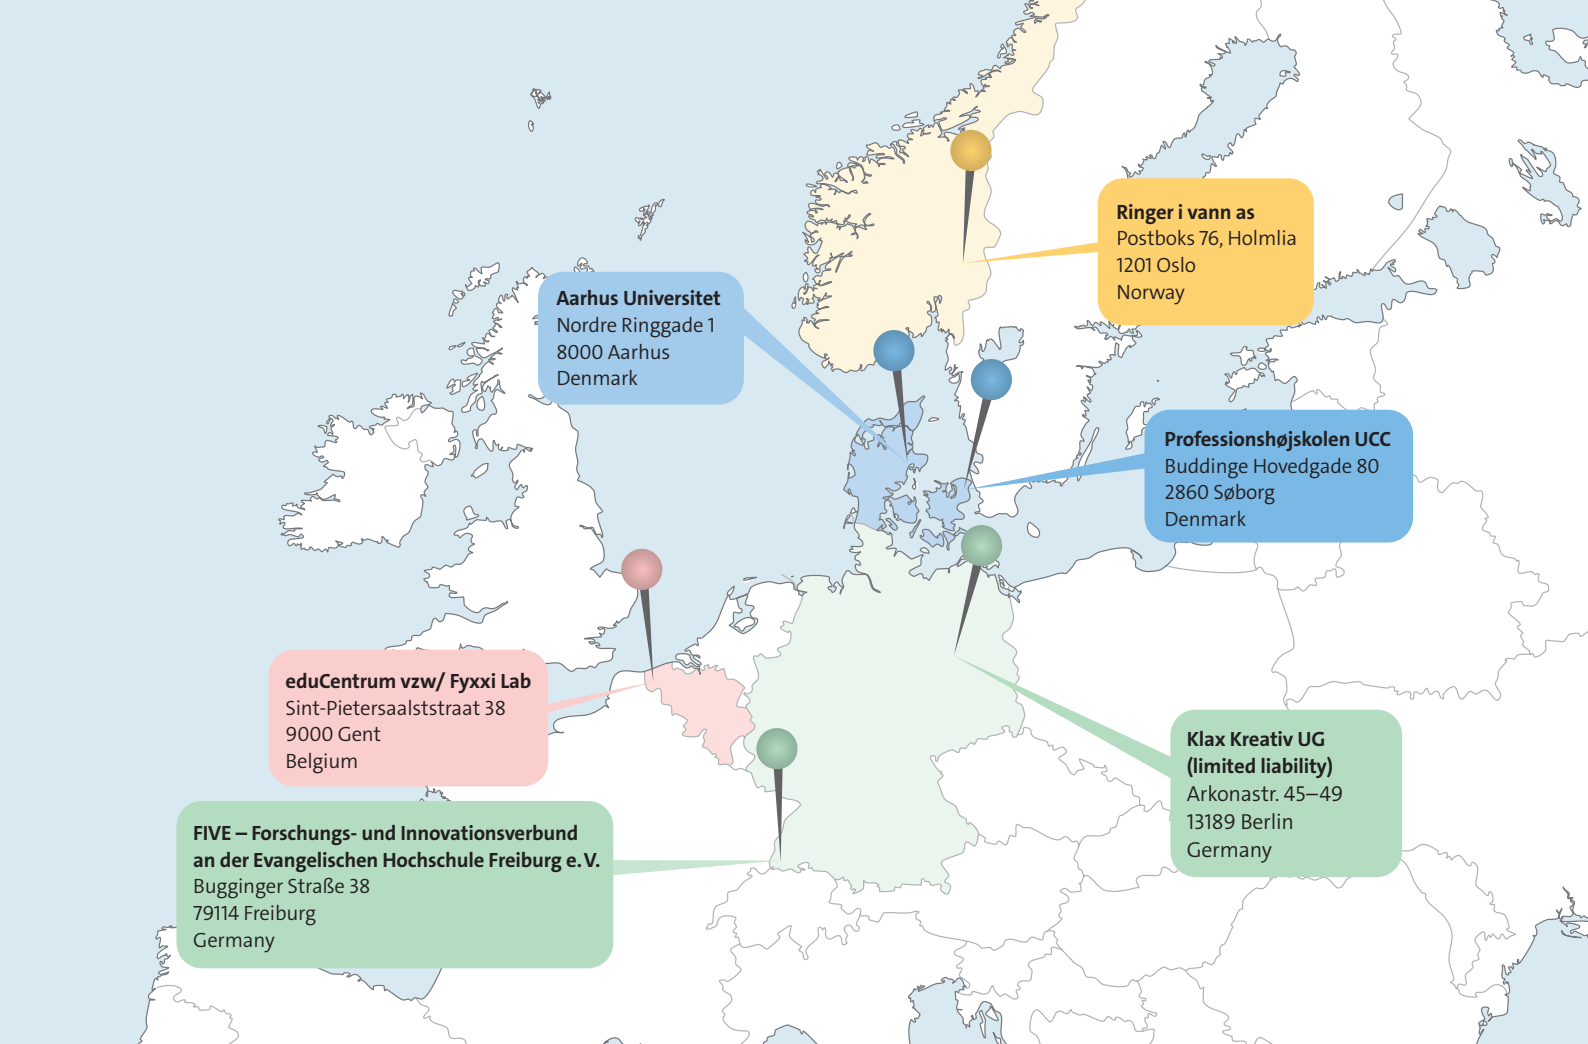 Ringer i vann as
Postboks 76, Holmlia
1201 Oslo
Norway
Aarhus Universitet
Nordre Ringgade 1
8000 Aarhus
Denmark
Professionshøjskolen UCC
Buddinge Hovedgade 80
2860 Søborg
Denmark
eduCentrum vzw/ Fyxxi Lab
Sint-Pietersaalststraat 38
9000 Gent
Belgium
Klax Kreativ UG
(limited liability)
Arkonastr. 45–49
13189 Berlin
Germany
FIVE – Forschungs- und Innovationsverbund
an der Evangelischen Hochschule Freiburg e. V.
Bugginger Straße 38
79114 Freiburg
Germany